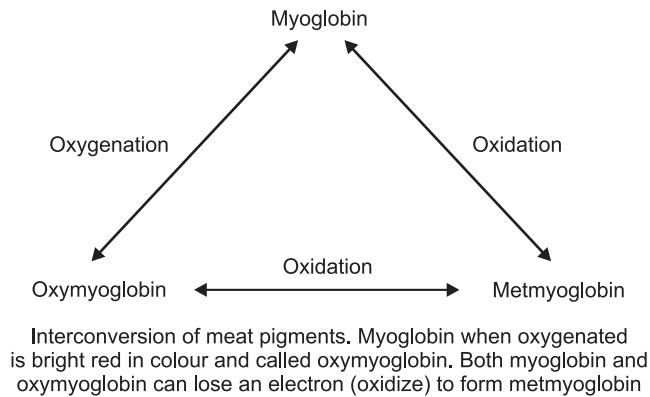 Myoglobin
Oxygenation
Oxidation
Oxidation
Oxymyoglobin
Metmyoglobin
Interconversion of meat pigments. Myoglobin when oxygenated
is bright red in colour and called oxymyoglobin. Both myoglobin and
oxymyoglobin can lose an electron (oxidize) to form metmyoglobin